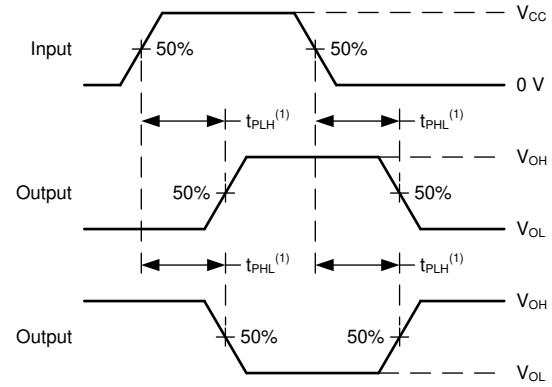 V_CC
Input
50%
50%
0 V
t_PLH^(1)
t_PHL^(1)
V_OH
Output
50%
50%
V_OL
t_PHL^(1)
t_PLH^(1)
V_OH
Output
50%
50%
V_OL